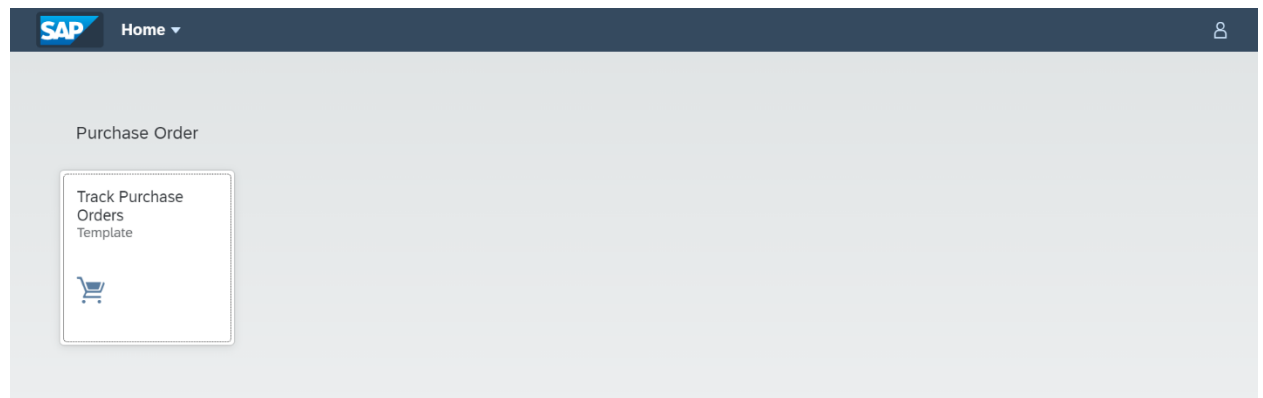 SAP Home
Purchase Order
Track Purchase
Orders
Template